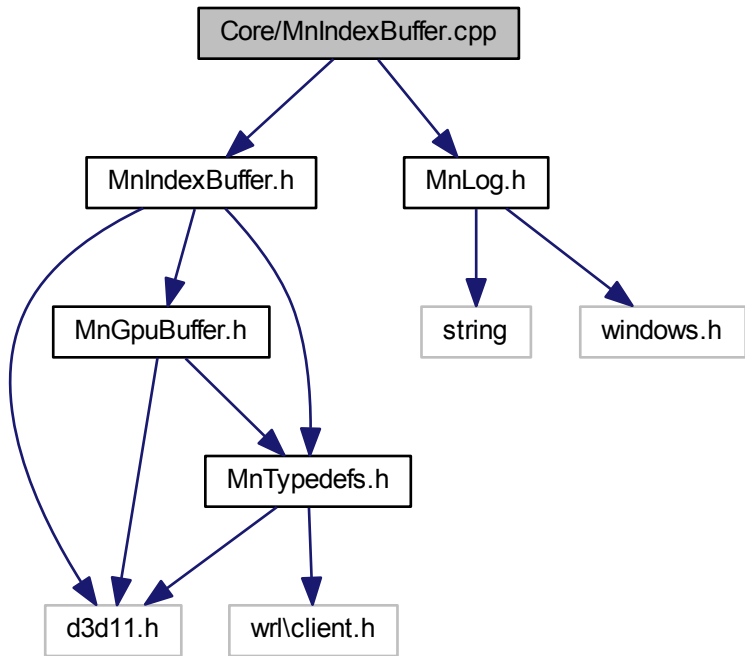 Core/MnIndexBuffer.cpp
MnIndexBuffer.h
MnLog.h
MnGpuBuffer.h
string
windows.h
MnTypedefs.h
d3d11.h
wrl\client.h